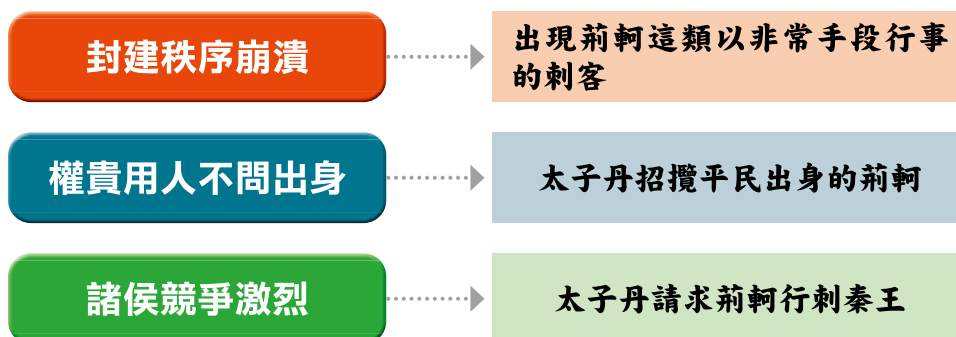 封建秩序崩潰
出現荊軻這類以非常手段行事
的刺客
權貴用人不問出身
太子丹招攬平民出身的荊軻
諸侯競爭激烈
太子丹請求荊軻行刺秦王